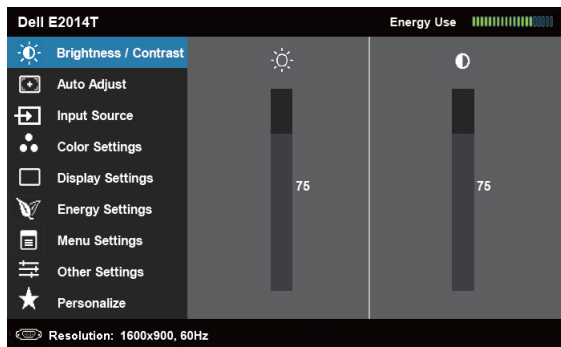 Dell E2014T
Energy Use
Brightness / Contrast
Auto Adjust
Input Source
Color Settings
Display Settings
Energy Settings
Menu Settings
Other Settings
Personalize
75
75
Resolution: 1600x900, 60Hz